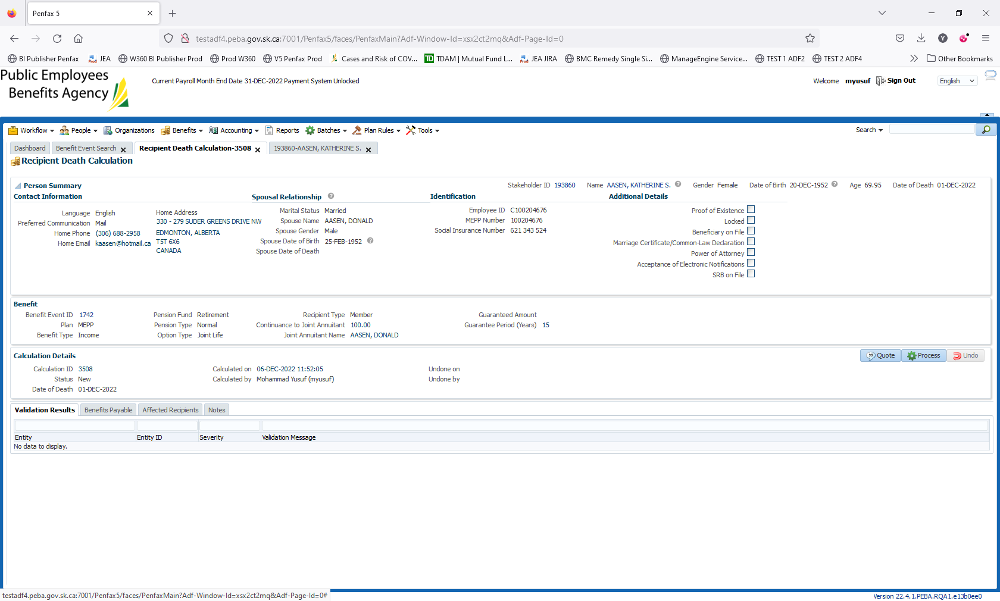 Penfax 5
testadf4.peba.gov.sk.ca:7001/Penfax5/faces/PenfaxMain?Adf-Window-Id=xsx2ct2mq&Adf-Page-Id=0
BI Publisher Penfax JEA W360 BI Publisher Prod Prod W360 V5 Penfax Prod Cases and Risk of COV... TDAM | Mutual Fund L... JEA JIRA BMC Remedy Single Si... ManageEngine Service... TEST 1 ADF2 TEST 2 ADF4 Other Bookmarks
Public Employees
Benefits Agency
Current Payroll Month End Date 31-DEC-2022 Payment System Unlocked
Welcome myusuf Sign Out English
Workflow People Organizations Benefits Accounting Reports Batches Plan Rules Tools Search
Dashboard Benefit Event Search Recipient Death Calculation-3508 193860-AASEN, KATHERINE S.
Recipient Death Calculation
Person Summary Stakeholder ID 193860 Name AASEN, KATHERINE S. Gender Female Date of Birth 20-DEC-1952 Age 69.95 Date of Death 01-DEC-2022
Contact Information
Language English
Preferred Communication Mail
Home Phone (306) 688-2958
Home Email kaasen@hotmail.ca
Home Address
330 - 279 SUDER GREENS DRIVE NW
EDMONTON, ALBERTA
T5T 6X6
CANADA
Spousal Relationship
Marital Status Married
Spouse Name AASEN, DONALD
Spouse Gender Male
Spouse Date of Birth 25-FEB-1952
Spouse Date of Death
Identification
Employee ID C100204676
MEPP Number 100204676
Social Insurance Number 621 343 524
Additional Details
Proof of Existence
Locked
Beneficiary on File
Marriage Certificate/Common-Law Declaration
Power of Attorney
Acceptance of Electronic Notifications
SRB on File
Benefit
Benefit Event ID 1742 Pension Fund Retirement Recipient Type Member Guaranteed Amount
Plan MEPP Pension Type Normal Continuance to Joint Annuitant 100.00 Guarantee Period (Years) 15
Benefit Type Income Option Type Joint Life Joint Annuitant Name AASEN, DONALD
Calculation Details Quote Process Undo
Calculation ID 3508 Calculated on 06-DEC-2022 11:52:05 Undone on
Status New Calculated by Mohammad Yusuf (myusuf) Undone by
Date of Death 01-DEC-2022
Validation Results Benefits Payable Affected Recipients Notes
Entity Entity ID Severity Validation Message
No data to display.
testadf4.peba.gov.sk.ca:7001/Penfax5/faces/PenfaxMain?Adf-Window-Id=xsx2ct2mq&Adf-Page-Id=0#
Version 22.4.1.PEBA.RQA1.e13b0ee0